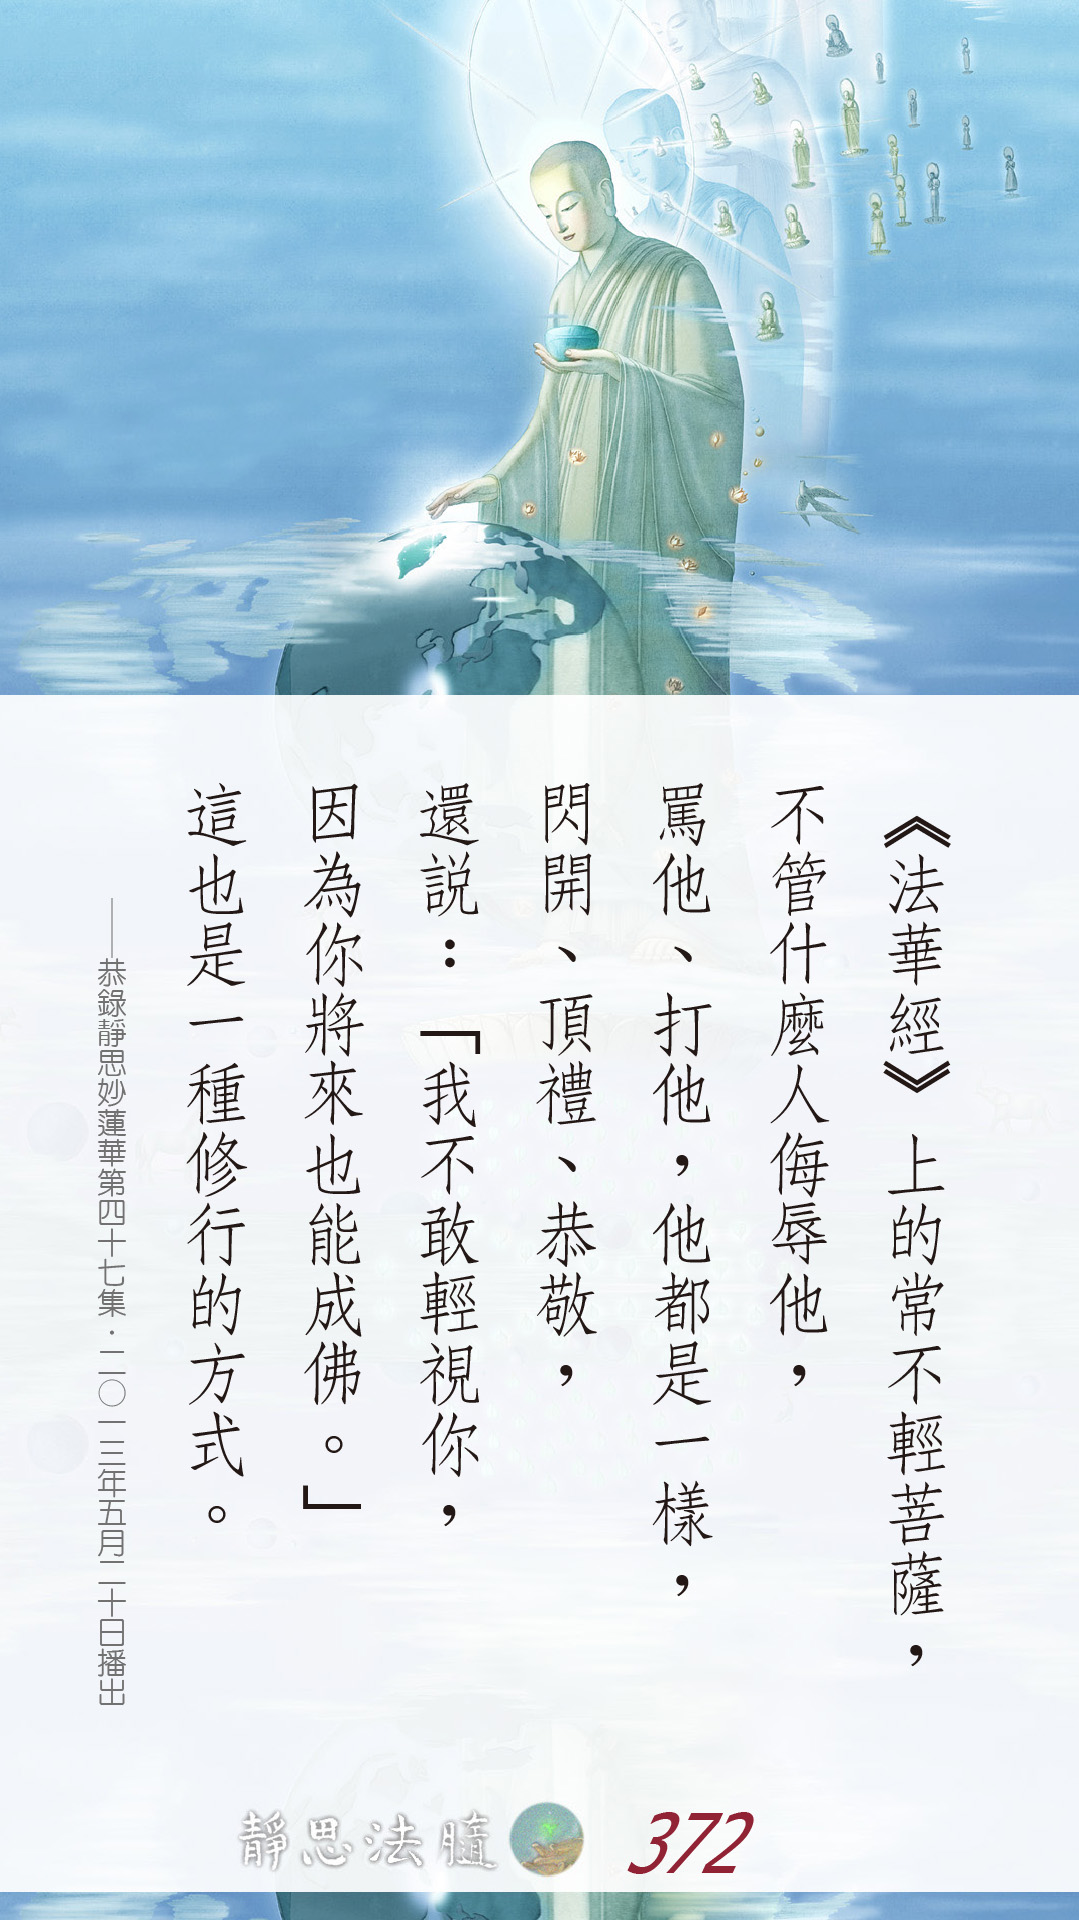 《法華經》上的常不輕菩薩，
不管什麼人侮辱他，
罵他、打他，他都是一樣，
閃開、頂禮、恭敬，
還説：「我不敢輕視你，
因為你將來也能成佛。」
這也是一種修行的方式。
——恭錄靜思妙蓮華第四十七集．二〇一三年五月二十日播出
靜思法髓
372